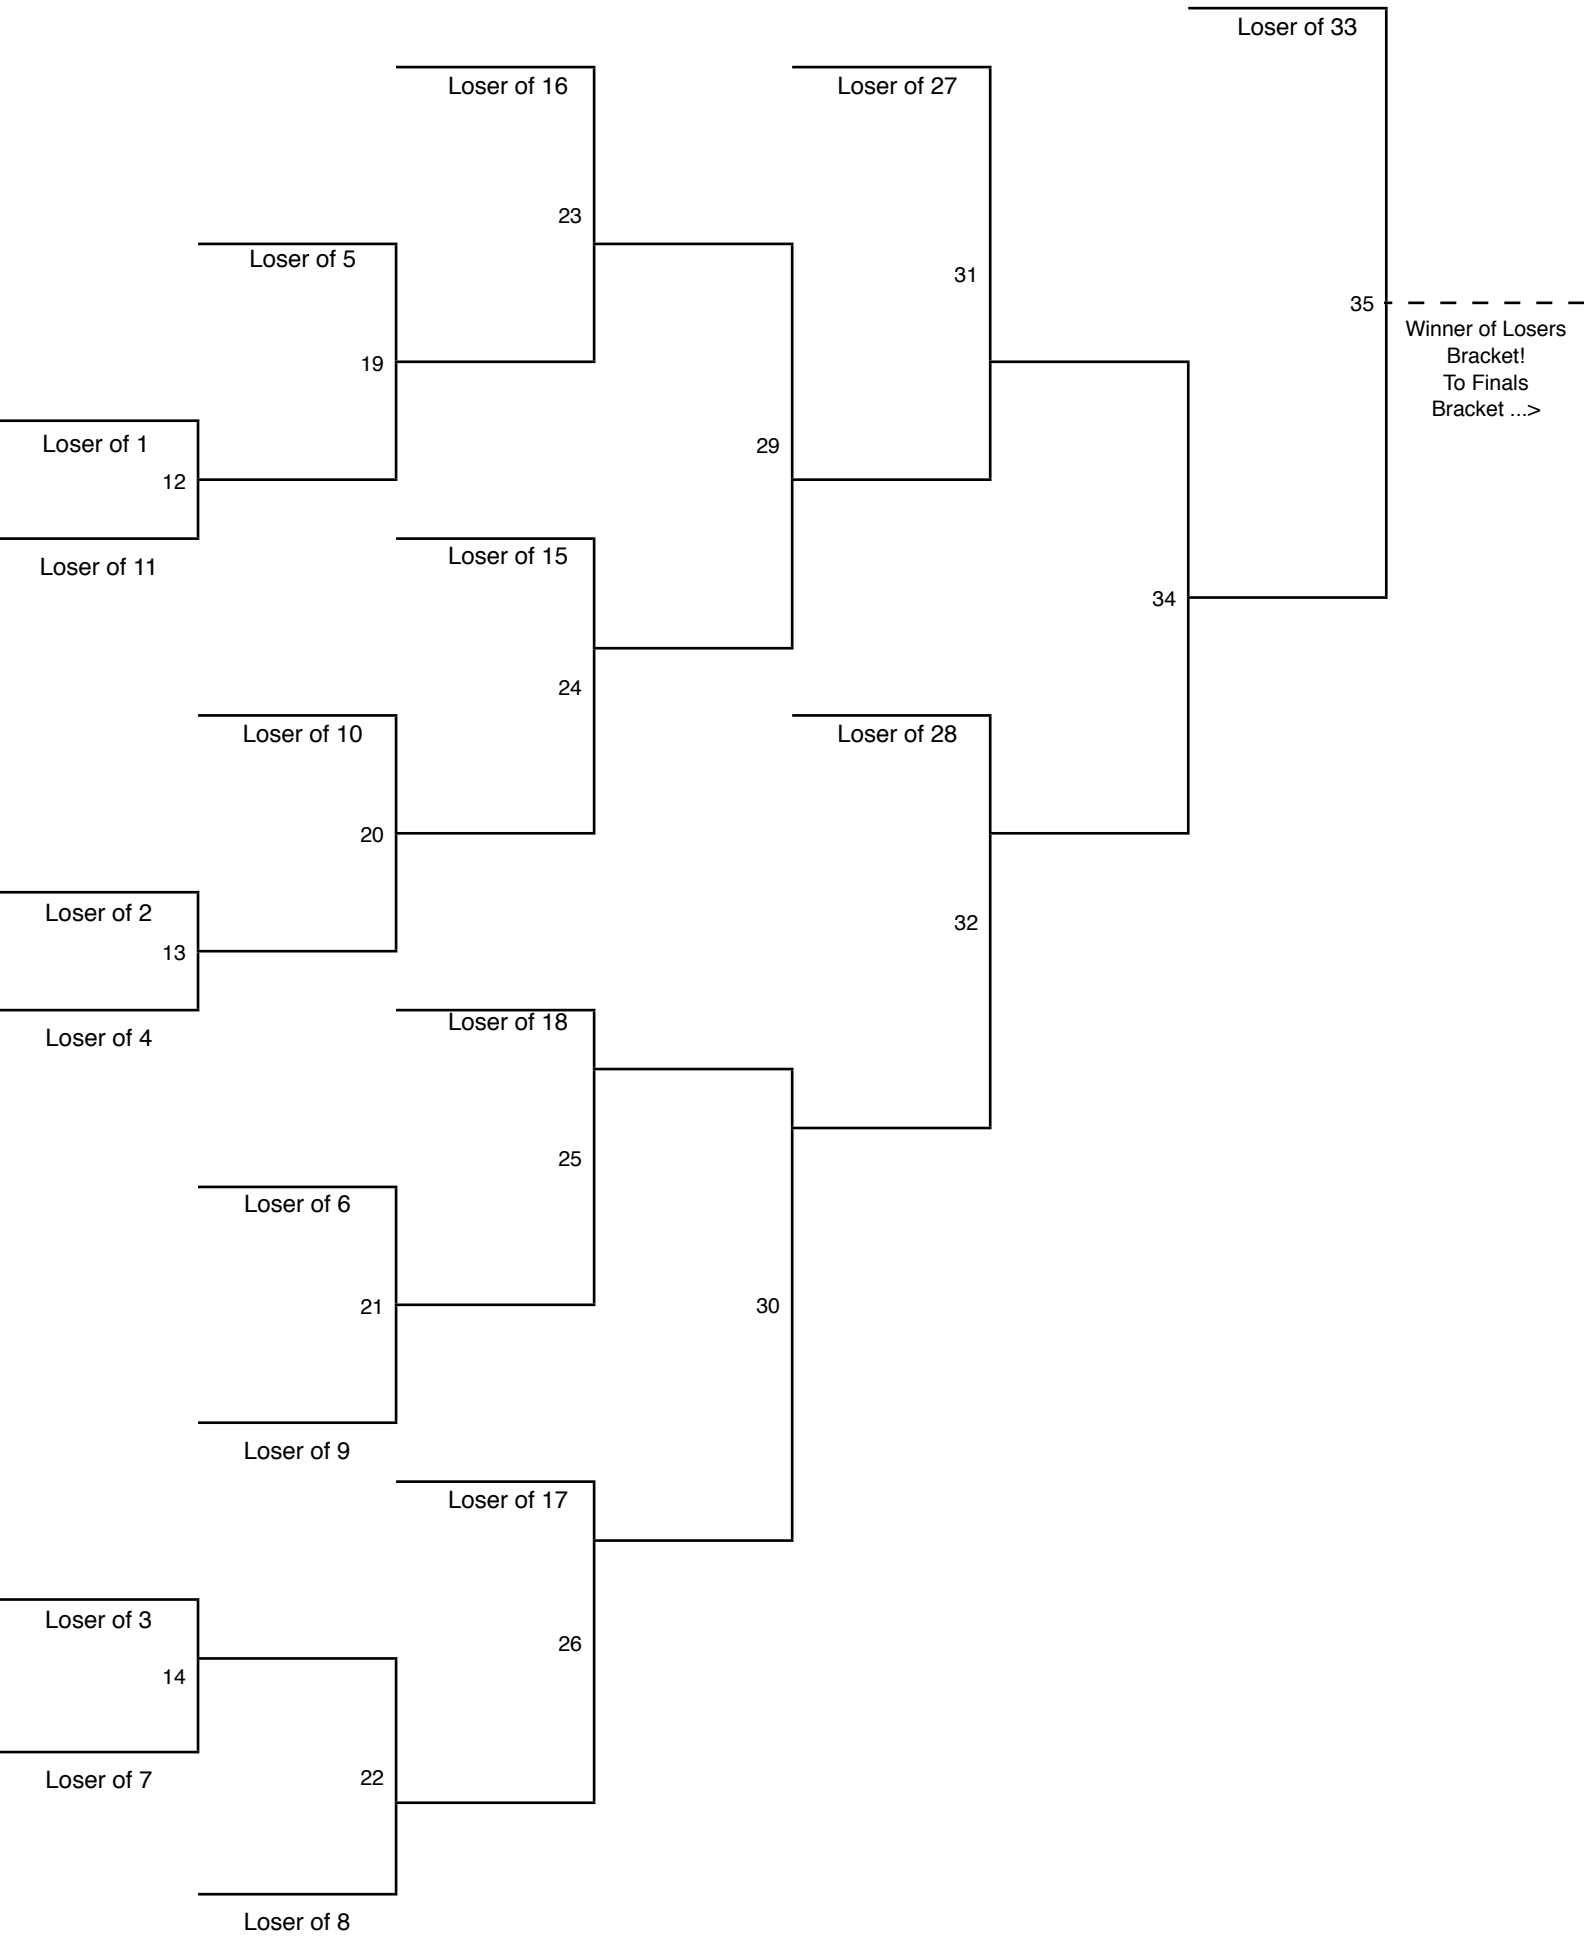 Loser of 33
Loser of 16
Loser of 27
23
Loser of 5
31
35
Winner of Losers
Bracket!
To Finals
Bracket ...>
19
Loser of 1
29
12
Loser of 15
Loser of 11
34
24
Loser of 10
Loser of 28
20
Loser of 2
32
13
Loser of 18
Loser of 4
25
Loser of 6
21
30
Loser of 9
Loser of 17
Loser of 3
26
14
Loser of 7
22
Loser of 8